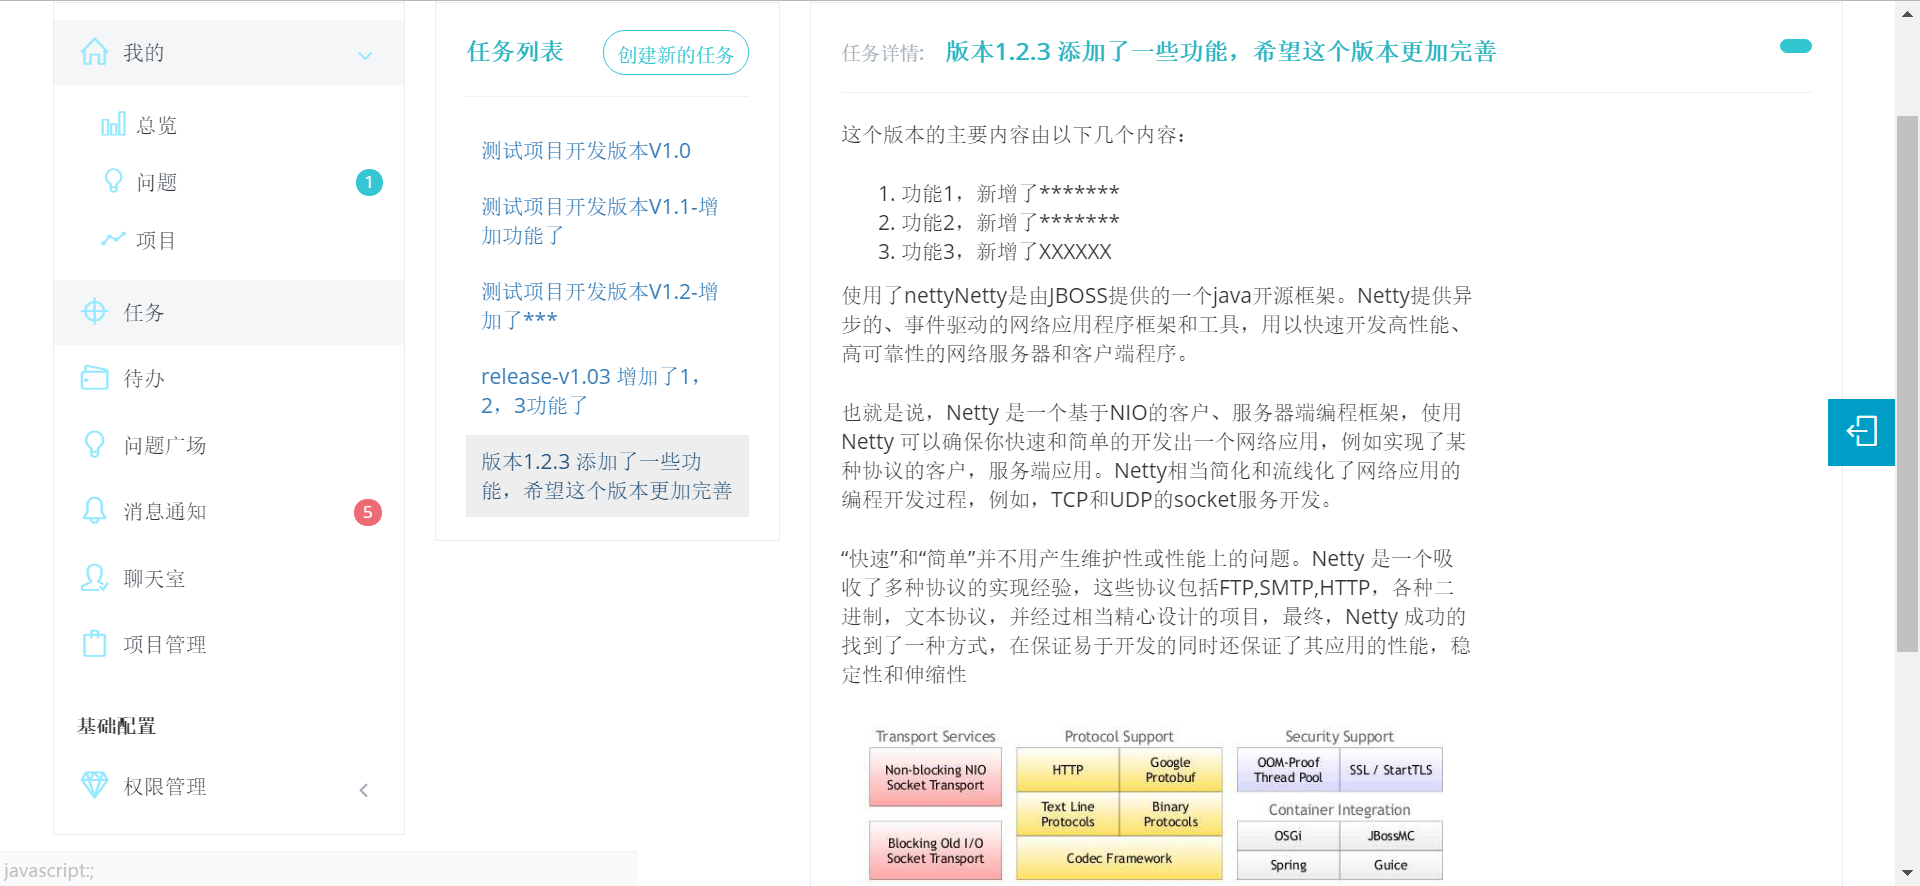 我的
总览
问题
1
项目
任务
待办
问题广场
消息通知
5
聊天室
项目管理
基础配置
权限管理
javascript:;
任务列表
创建新的任务
测试项目开发版本V1.0
测试项目开发版本V1.1-增
加功能了
测试项目开发版本V1.2-增
加了***
release-v1.03 增加了1，
2，3功能了
版本1.2.3 添加了一些功
能，希望这个版本更加完善
任务详情: 版本1.2.3 添加了一些功能，希望这个版本更加完善
这个版本的主要内容由以下几个内容：
1. 功能1，新增了*******
2. 功能2，新增了*******
3. 功能3，新增了XXXXXX
使用了nettyNetty是由JBOSS提供的一个java开源框架。Netty提供异
步的、事件驱动的网络应用程序框架和工具，用以快速开发高性能、
高可靠性的网络服务器和客户端程序。
也就是说，Netty 是一个基于NIO的客户、服务器端编程框架，使用
Netty 可以确保你快速和简单的开发出一个网络应用，例如实现了某
种协议的客户，服务端应用。Netty相当简化和流线化了网络应用的
编程开发过程，例如，TCP和UDP的socket服务开发。
“快速”和“简单”并不用产生维护性或性能上的问题。Netty 是一个吸
收了多种协议的实现经验，这些协议包括FTP,SMTP,HTTP，各种二
进制，文本协议，并经过相当精心设计的项目，最终，Netty 成功的
找到了一种方式，在保证易于开发的同时还保证了其应用的性能，稳
定性和伸缩性
Transport Services
Non-blocking NIO
Socket Transport
Blocking Old I/O
Socket Transport
Protocol Support
HTTP
Google
Protobuf
Text Line
Protocols
Binary
Protocols
Codec Framework
Security Support
OOM-Proof
Thread Pool
SSL / StartTLS
Container Integration
OSGi
JBossMC
Spring
Guice